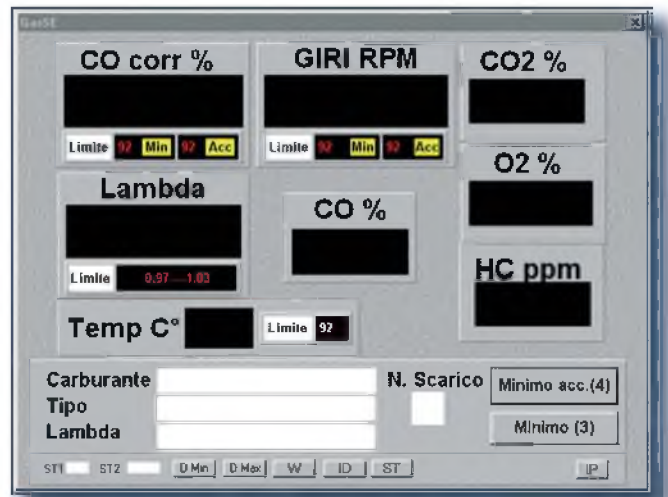 GasSE
CO corr %
GIRI RPM
CO2 %
Limite 92 Min 92 Acc
Limite 92 Min 92 Acc
O2 %
Lambda
CO %
Limite 0.97----1.03
HC ppm
Temp C°
Limite 92
Carburante
N. Scarico
Minimo acc.(4)
Tipo
Minimo (3)
Lambda
ST1 ST2 D Min D Max W ID ST IP